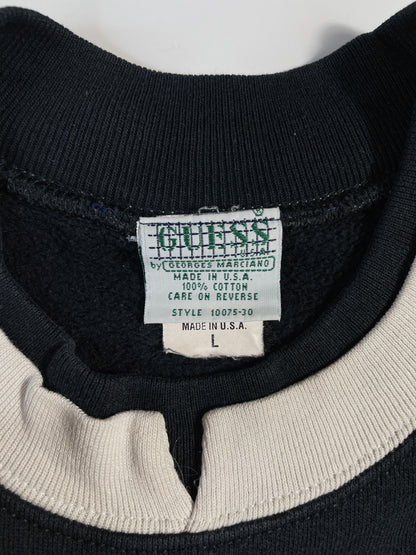 ®
GUESS
U.S.A.
by GEORGES MARCIANO
MADE IN U.S.A.
100% COTTON
CARE ON REVERSE
STYLE 10075-30
MADE IN U.S.A.
L